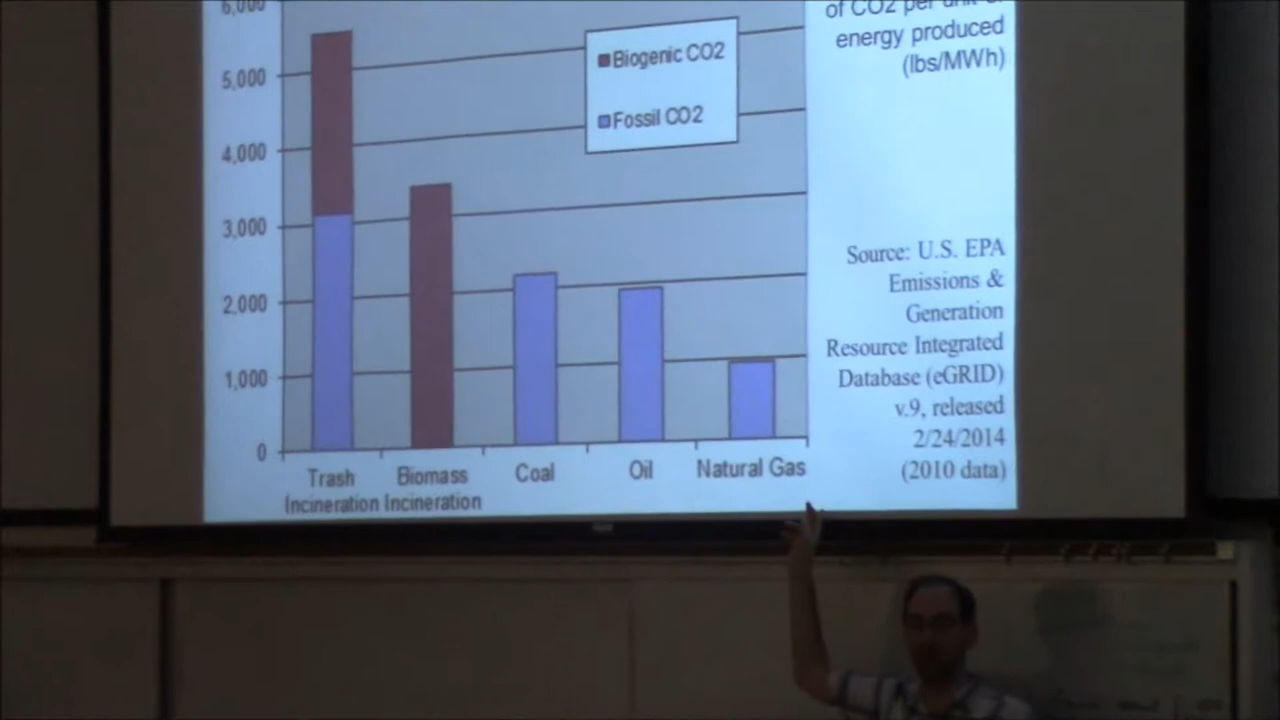 6,000
5,000
4,000
3,000
2,000
1,000
0
Biogenic CO2
Fossil CO2
Trash
Incineration
Biomass
Incineration
Coal
Oil
Natural Gas
of CO2 per unit of
energy produced
(lbs/MWh)
Source: U.S. EPA
Emissions &
Generation
Resource Integrated
Database (eGRID)
v.9, released
2/24/2014
(2010 data)